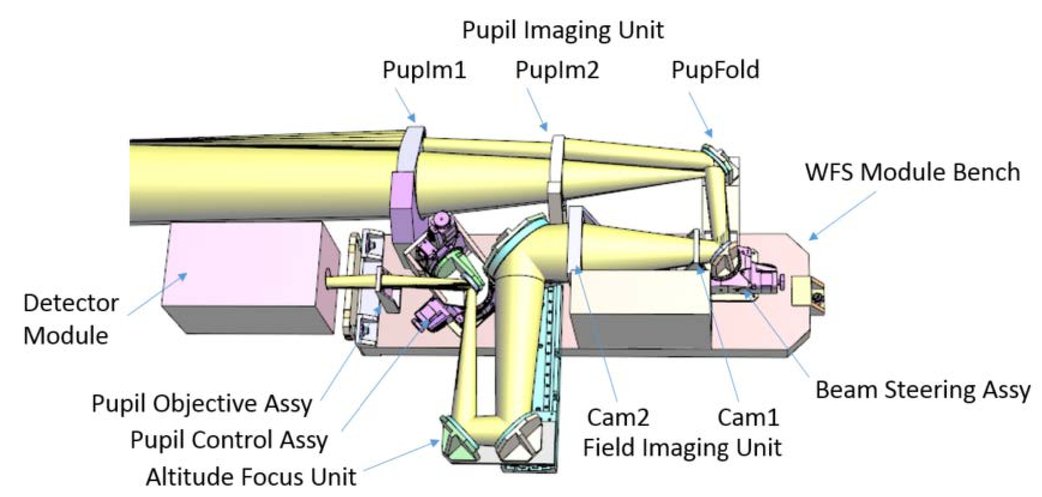 Pupil Imaging Unit
PupIm1
PupIm2
PupFold
WFS Module Bench
Detector
Module
Pupil Objective Assy
Pupil Control Assy
Altitude Focus Unit
Cam2
Cam1
Field Imaging Unit
Beam Steering Assy